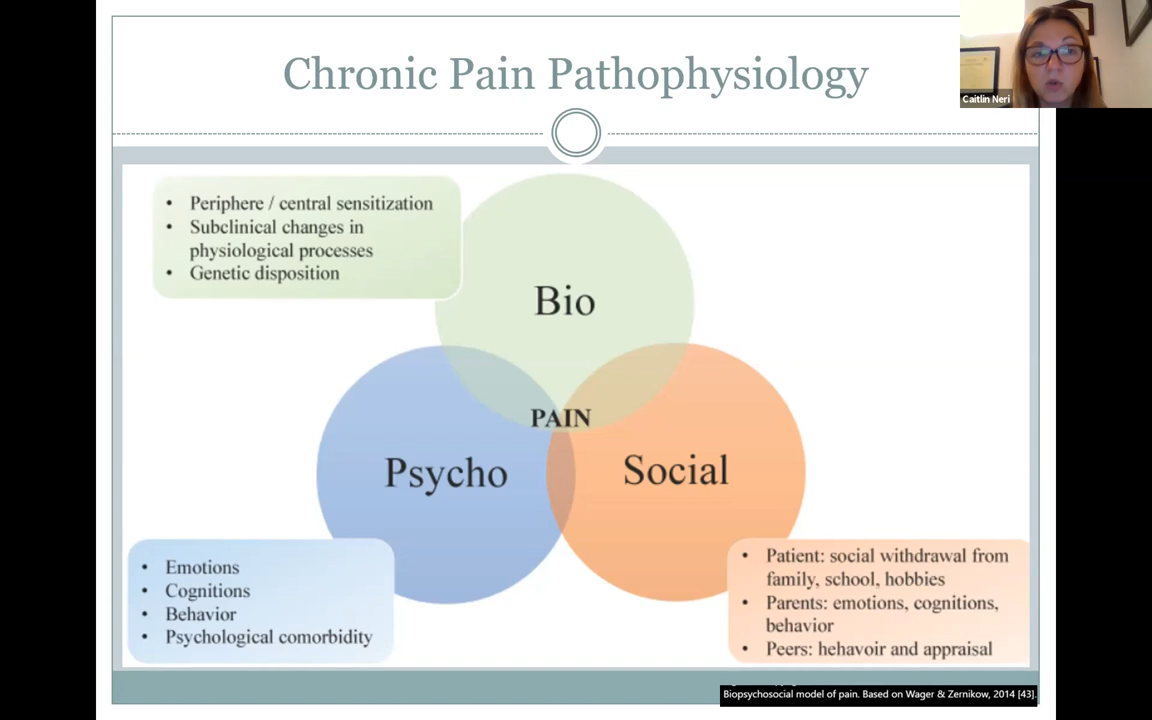 Chronic Pain Pathophysiology
Caitlin Neri
• Periphere / central sensitization
• Subclinical changes in
physiological processes
• Genetic disposition
Bio
PAIN
Psycho
Social
• Emotions
• Cognitions
• Behavior
• Psychological comorbidity
• Patient: social withdrawal from
family, school, hobbies
• Parents: emotions, cognitions,
behavior
• Peers: hehavoir and appraisal
Biopsychosocial model of pain. Based on Wager & Zernikow, 2014 [43].